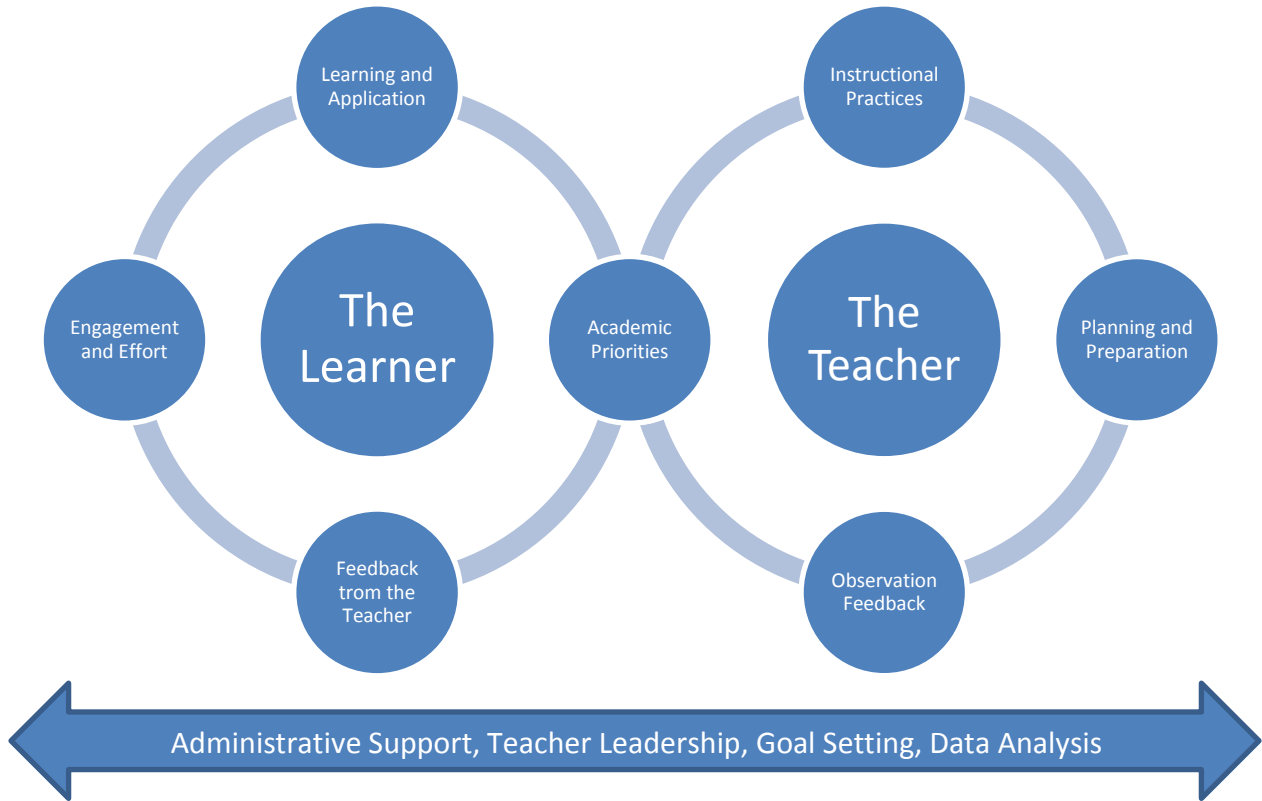 Learning and
Application
Instructional
Practices
Engagement
and Effort
The
Learner
Academic
Priorities
The
Teacher
Planning and
Preparation
Feedback
trom the
Teacher
Observation
Feedback
Administrative Support, Teacher Leadership, Goal Setting, Data Analysis